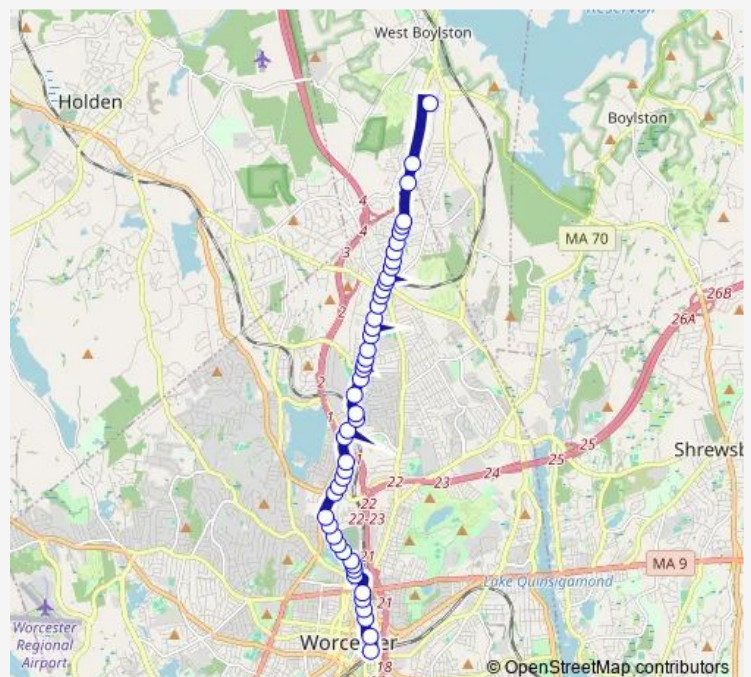 Reservoir
West Boylston
Holden
Boylston
4
4
MA 70
3
26B
2
26A
2
1
25
25
Shrewsb
24
22
23
22
22-23
21
MA 9
Lake Quinsigamond
21
Worcester
Regional
Airport
Worcester
18
© OpenStreetMap contributors